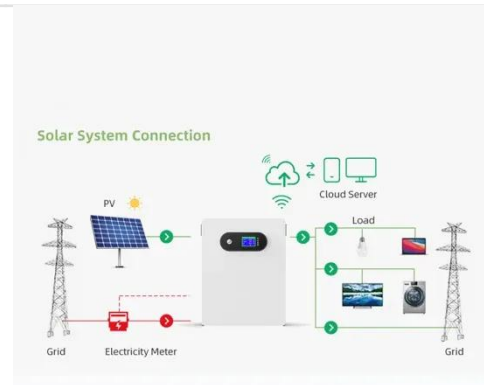 Solar System Connection
Cloud Server
PV
Load
Grid
Electricity Meter
Grid